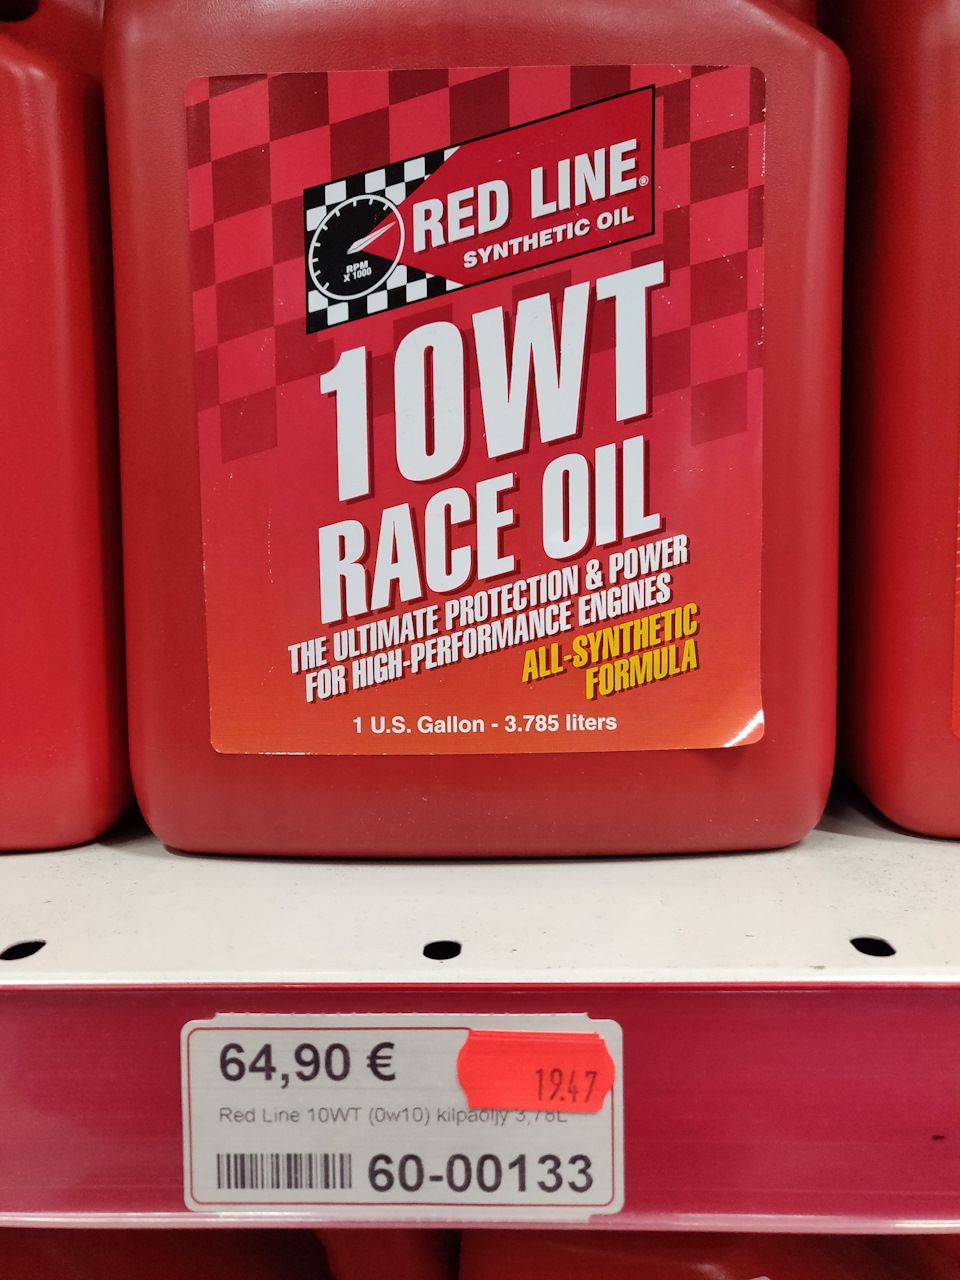 RED LINE®
SYNTHETIC OIL
RPM
X 1000
10WT
RACE OIL
THE ULTIMATE PROTECTION & POWER
FOR HIGH-PERFORMANCE ENGINES
ALL-SYNTHETIC
FORMULA
1 U.S. Gallon - 3.785 liters
64,90 €
19.47
Red Line 10WT (0w10) kilpaöljy 3,78L
60-00133